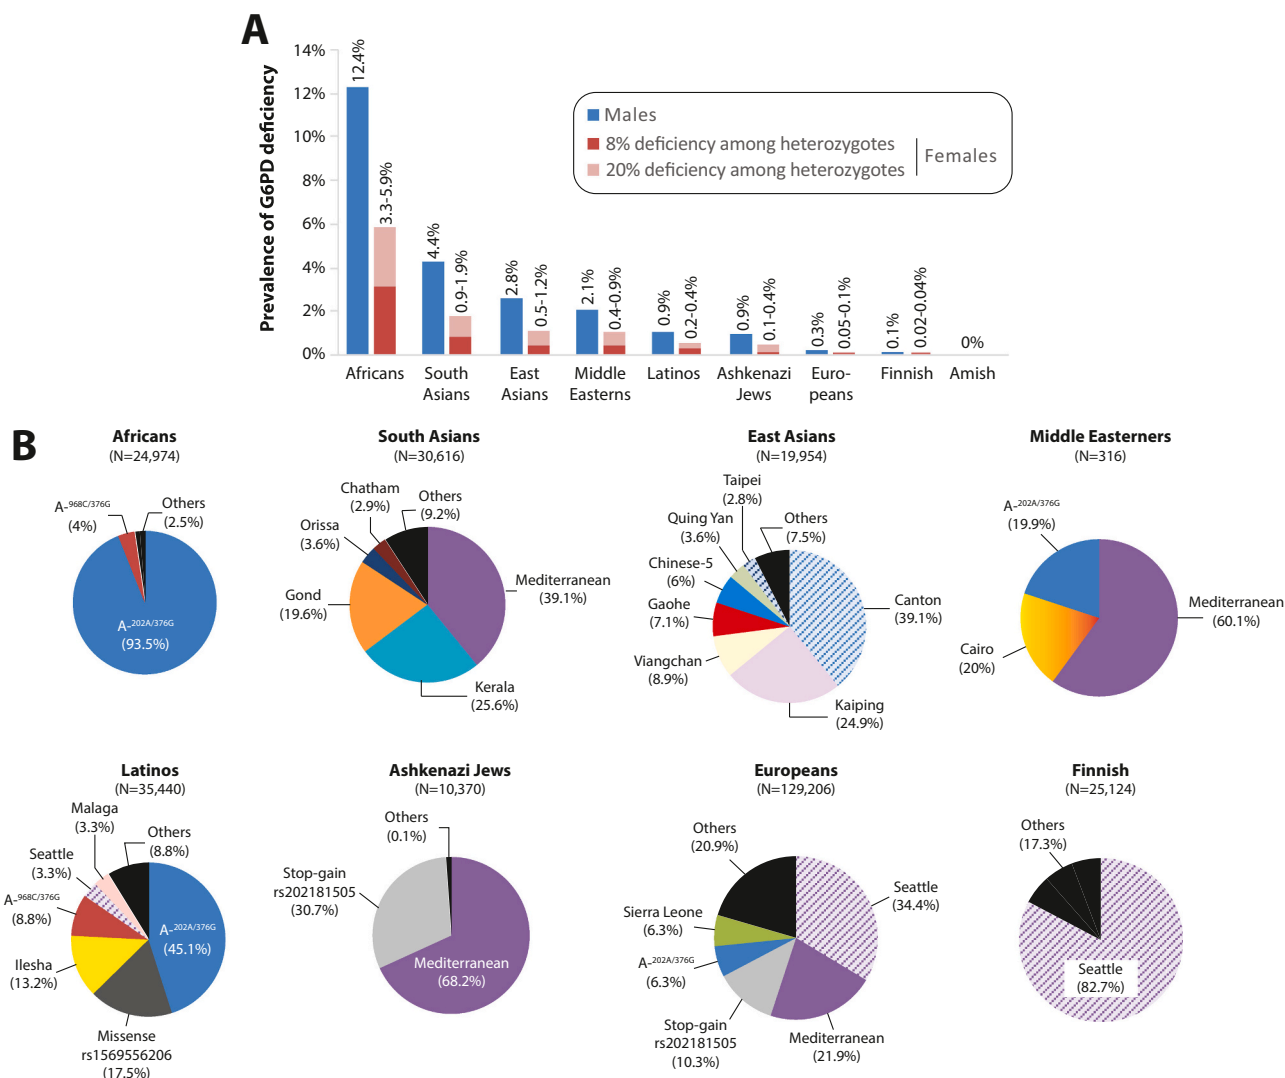 A
Prevalence of G6PD deficiency
14%
12%
10%
8%
6%
4%
2%
0%
12.4%
3.3-5.9%
4.4%
0.9-1.9%
2.8%
0.5-1.2%
2.1%
0.4-0.9%
0.9%
0.2-0.4%
0.9%
0.1-0.4%
0.3%
0.05-0.1%
0.1%
0.02-0.04%
0%
Males
8% deficiency among heterozygotes
20% deficiency among heterozygotes
Females
Africans
South
Asians
East
Asians
Middle
Easterns
Latinos
Ashkenazi
Jews
Euro-
peans
Finnish
Amish
B
Africans
(N=24,974)
A-968C/376G
(4%)
Others
(2.5%)
A-202A/376G
(93.5%)
South Asians
(N=30,616)
Chatham
(2.9%)
Others
(9.2%)
Orissa
(3.6%)
Gond
(19.6%)
Mediterranean
(39.1%)
Kerala
(25.6%)
East Asians
(N=19,954)
Taipei
(2.8%)
Quing Yan
(3.6%)
Others
(7.5%)
Chinese-5
(6%)
Gaohe
(7.1%)
Viangchan
(8.9%)
Canton
(39.1%)
Kaiping
(24.9%)
Middle Easterners
(N=316)
A-202A/376G
(19.9%)
Mediterranean
(60.1%)
Cairo
(20%)
Latinos
(N=35,440)
Malaga
(3.3%)
Others
(8.8%)
Seattle
(3.3%)
A-968C/376G
(8.8%)
A-202A/376G
(45.1%)
Ilesha
(13.2%)
Missense
rs1569556206
(17.5%)
Ashkenazi Jews
(N=10,370)
Others
(0.1%)
Stop-gain
rs202181505
(30.7%)
Mediterranean
(68.2%)
Europeans
(N=129,206)
Others
(20.9%)
Seattle
(34.4%)
Sierra Leone
(6.3%)
A-202A/376G
(6.3%)
Stop-gain
rs202181505
(10.3%)
Mediterranean
(21.9%)
Finnish
(N=25,124)
Others
(17.3%)
Seattle
(82.7%)